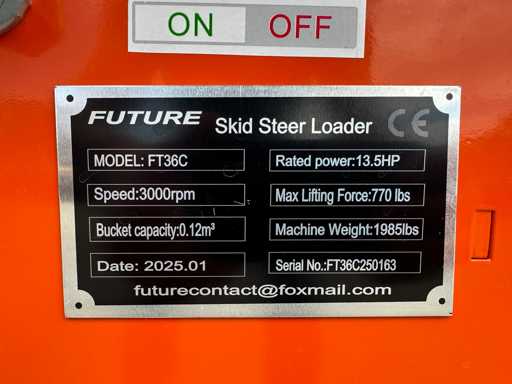 ON OFF
FUTURE Skid Steer Loader CE
MODEL: FT36C
Rated power:13.5HP
Speed:3000rpm
Max Lifting Force:770 lbs
Bucket capacity:0.12m³
Machine Weight:1985lbs
Date: 2025.01
Serial No.:FT36C250163
futurecontact@foxmail.com